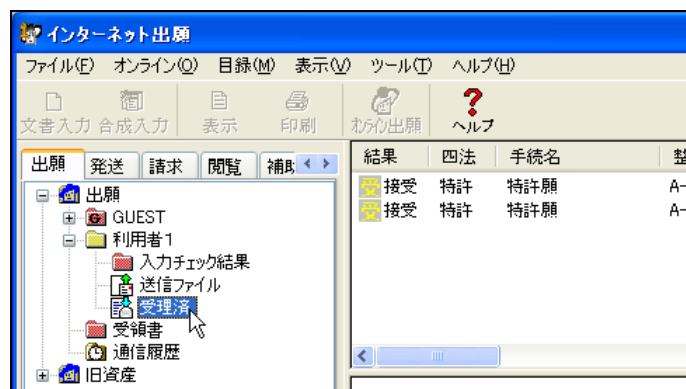 インターネット出願
ファイル(F) オンライン(O) 目録(M) 表示(V) ツール(T) ヘルプ(H)
文書入力 合成入力 表示 印刷 オンライン出願 ヘルプ
出願 発送 請求 閲覧 補助
結果 四法 手続名 整
受 接受 特許 特許願 A-
受 接受 特許 特許願 A-
出願
GUEST
利用者1
入力チェック結果
送信ファイル
受理済
受領書
通信履歴
旧資産